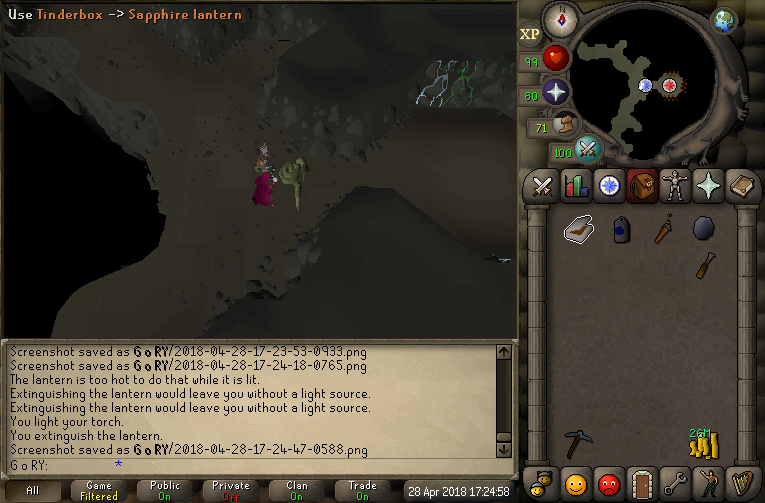 Use Tinderbox -> Sapphire lantern
N
XP
99
80
71
100
Screenshot saved as G o RY/2018-04-28-17-23-53-0933.png
Screenshot saved as G o RY/2018-04-28-17-24-18-0765.png
The lantern is too hot to do that while it is lit.
Extinguishing the lantern would leave you without a light source.
Extinguishing the lantern would leave you without a light source.
You light your torch.
You extinguish the lantern.
Screenshot saved as G o RY/2018-04-28-17-24-47-0588.png
G o RY: *
26M
All
Game
Filtered
Public
On
Private
Off
Clan
On
Trade
On
28 Apr 2018 17:24:58